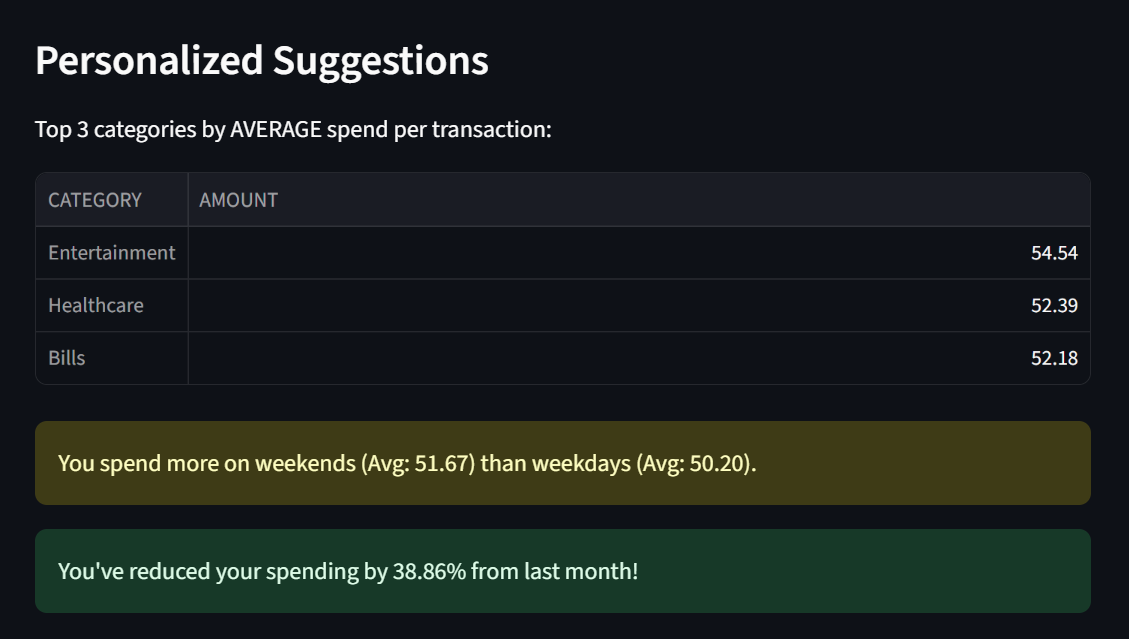 Personalized Suggestions
Top 3 categories by AVERAGE spend per transaction:
CATEGORY AMOUNT
Entertainment 54.54
Healthcare 52.39
Bills 52.18
You spend more on weekends (Avg: 51.67) than weekdays (Avg: 50.20).
You've reduced your spending by 38.86% from last month!